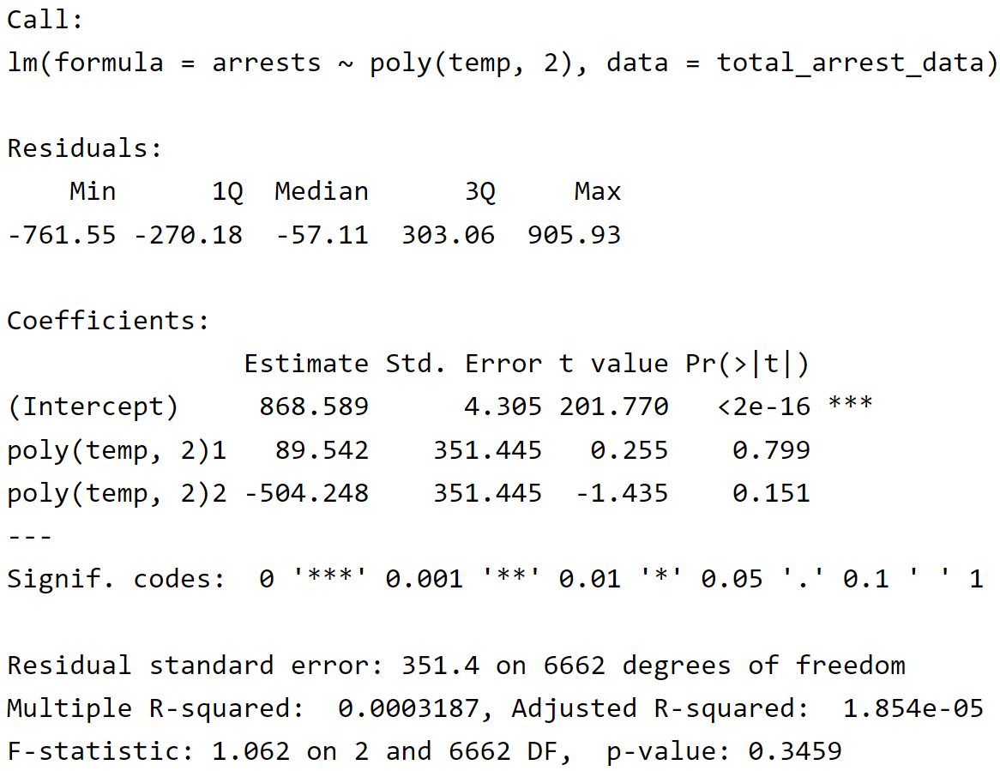 Call:
lm(formula = arrests ~ poly(temp, 2), data = total_arrest_data)
Residuals:
    Min      1Q  Median      3Q     Max
-761.55 -270.18  -57.11  303.06  905.93
Coefficients:
               Estimate Std. Error t value Pr(>|t|)
(Intercept)     868.589      4.305 201.770   <2e-16 ***
poly(temp, 2)1   89.542    351.445   0.255    0.799
poly(temp, 2)2 -504.248    351.445  -1.435    0.151
---
Signif. codes:  0 '***' 0.001 '**' 0.01 '*' 0.05 '.' 0.1 ' ' 1
Residual standard error: 351.4 on 6662 degrees of freedom
Multiple R-squared:  0.0003187, Adjusted R-squared:  1.854e-05
F-statistic: 1.062 on 2 and 6662 DF,  p-value: 0.3459